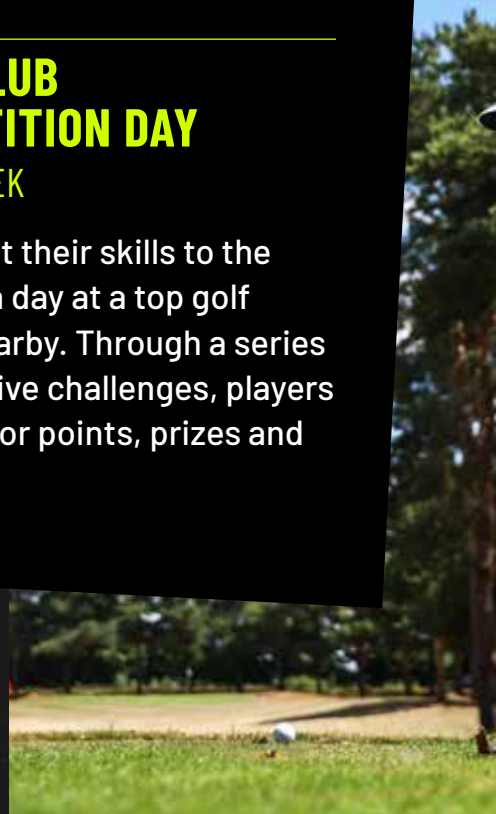 LUB
TITION DAY
EK
t their skills to the
day at a top golf
arby. Through a series
ive challenges, players
or points, prizes and